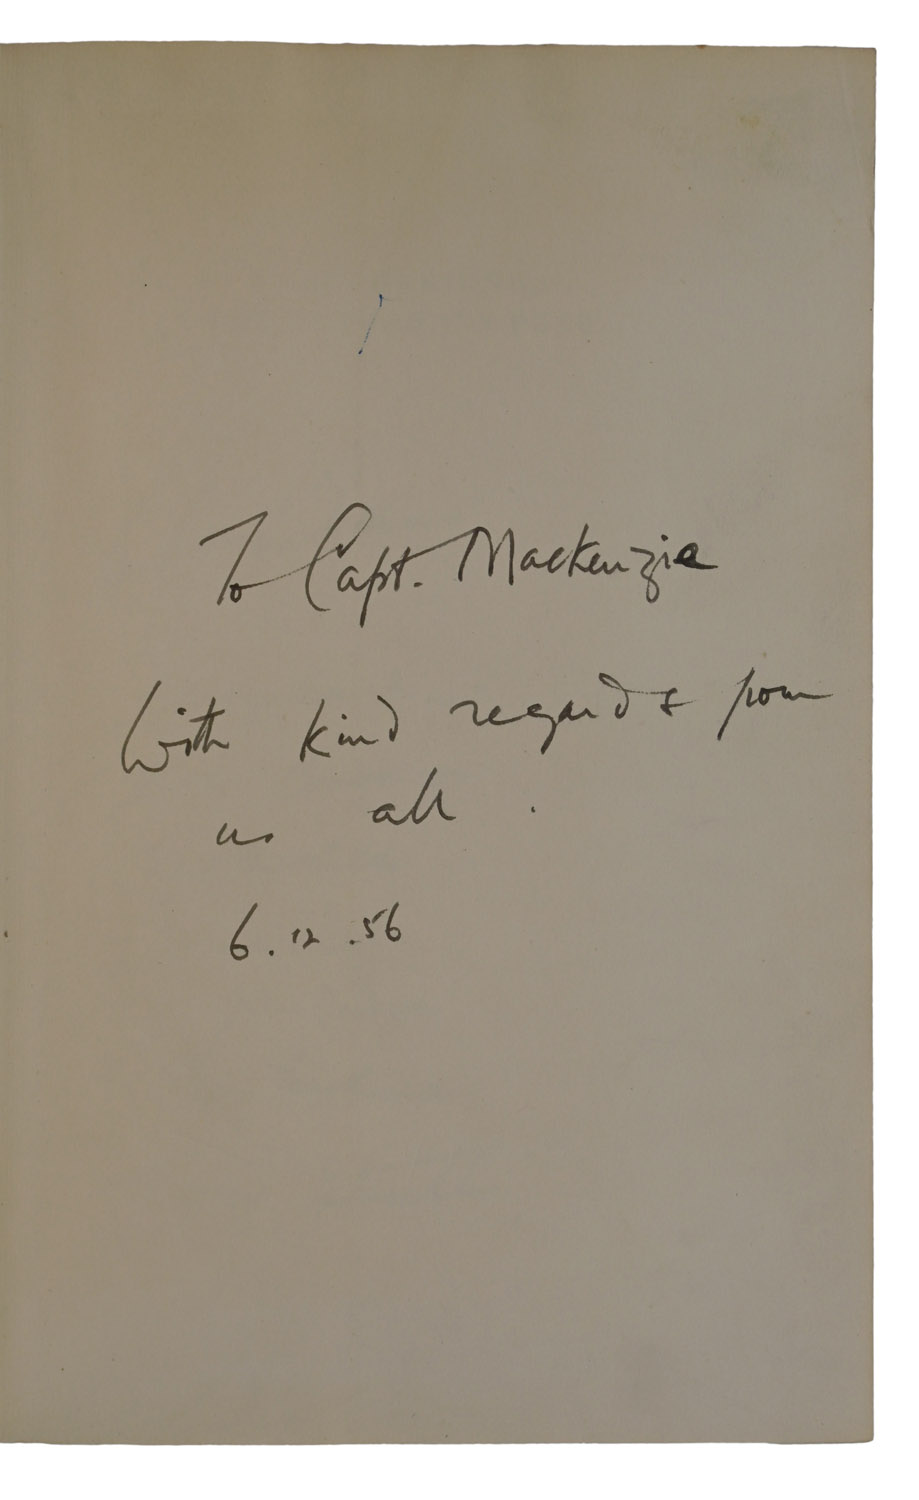 To Capt. Mackenzie
With kind regards from
us all .
6.12.56